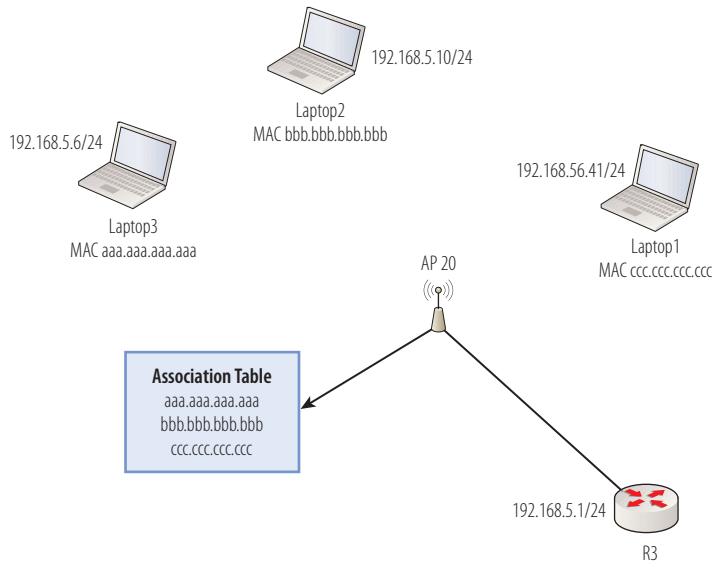 192.168.5.10/24
Laptop2
MAC bbb.bbb.bbb.bbb
192.168.5.6/24
Laptop3
MAC aaa.aaa.aaa.aaa
192.168.56.41/24
Laptop1
MAC ccc.ccc.ccc.ccc
AP 20
Association Table
aaa.aaa.aaa.aaa
bbb.bbb.bbb.bbb
ccc.ccc.ccc.ccc
192.168.5.1/24
R3